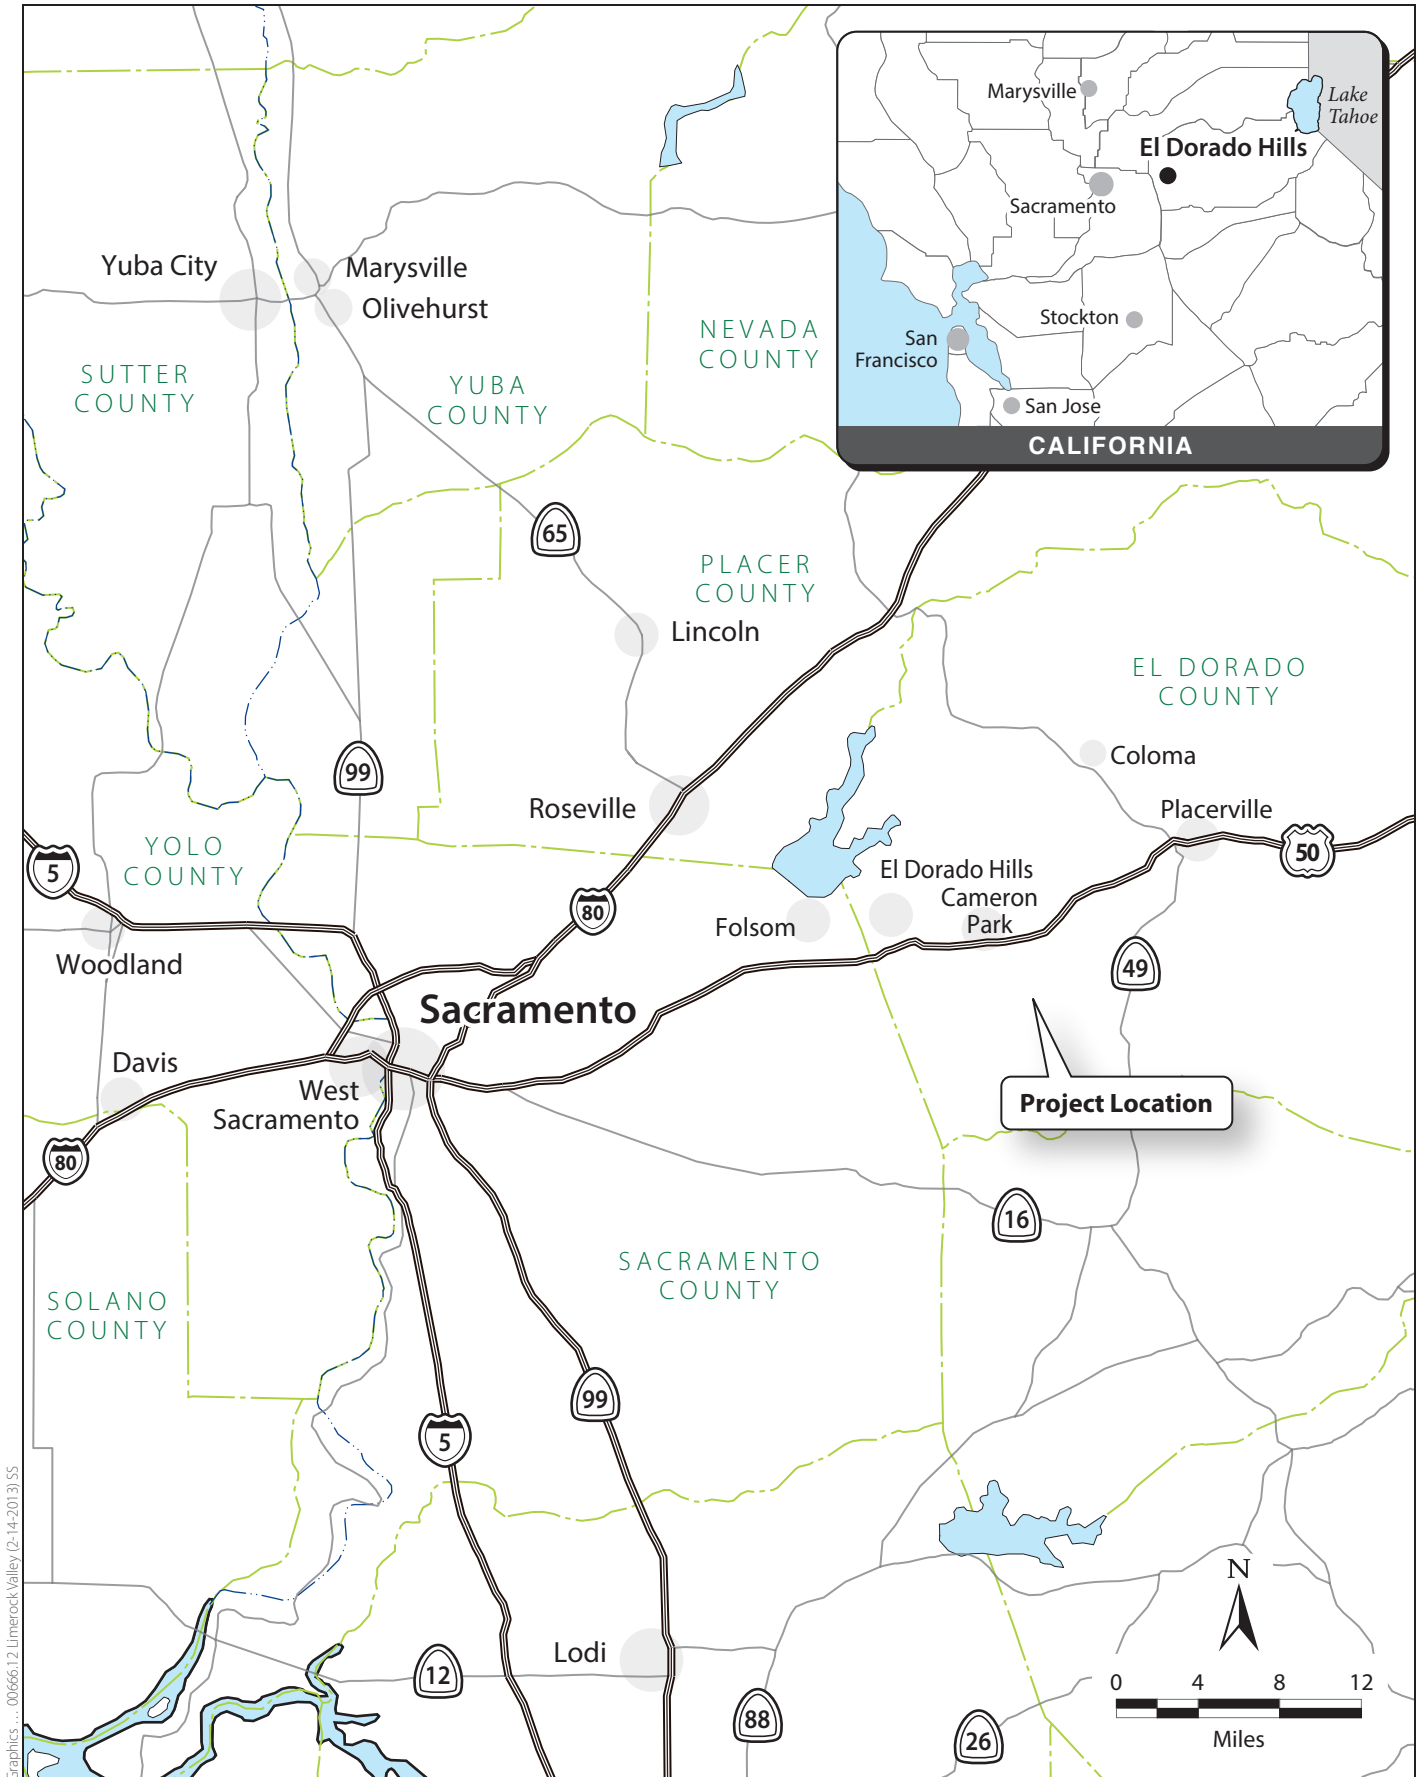 Marysville
Lake
Tahoe
El Dorado Hills
Sacramento
Stockton
San
Francisco
San Jose
CALIFORNIA
Yuba City
Marysville
Olivehurst
NEVADA
COUNTY
SUTTER
COUNTY
YUBA
COUNTY
65
PLACER
COUNTY
Lincoln
EL DORADO
COUNTY
Coloma
99
Roseville
Placerville
50
YOLO
COUNTY
5
El Dorado Hills
Cameron
Park
80
Folsom
Woodland
49
Sacramento
Davis
West
Sacramento
Project Location
80
16
SACRAMENTO
COUNTY
SOLANO
COUNTY
99
5
N
Lodi
12
88
26
0 4 8 12
Miles
Graphics … 00666.12 Limerock Valley (2-14-2013) SS